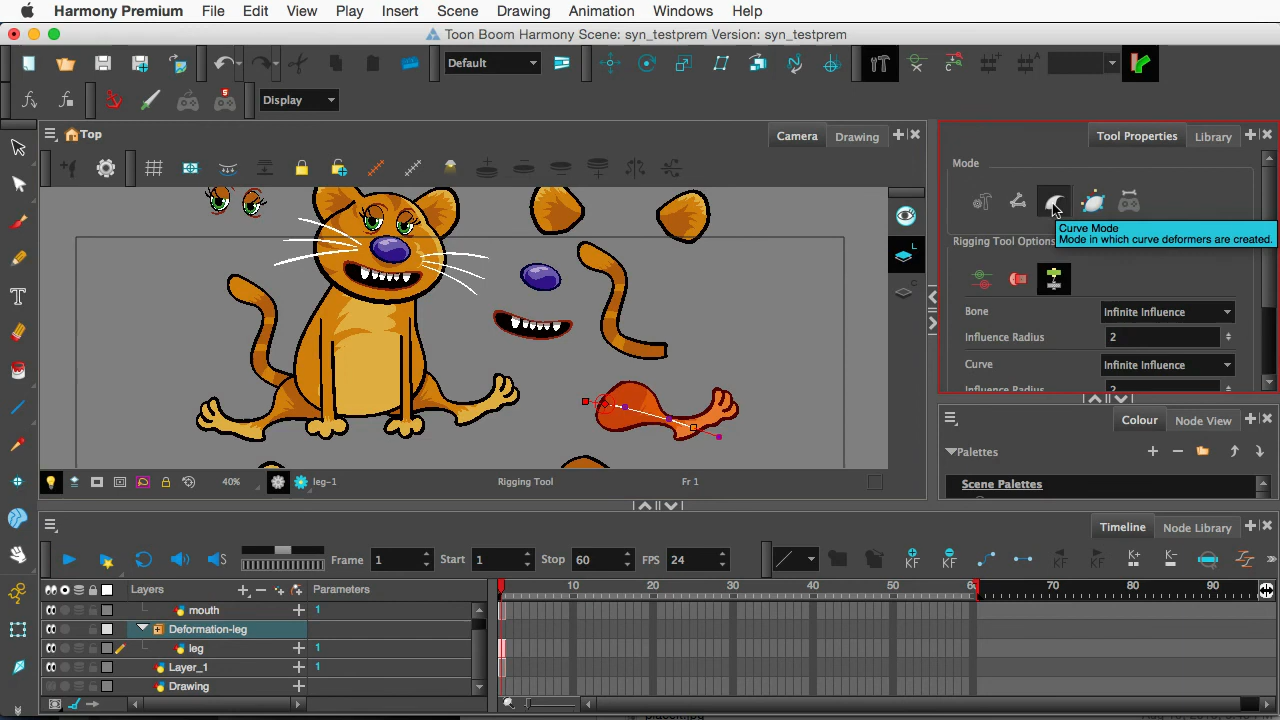 Harmony Premium File Edit View Play Insert Scene Drawing Animation Windows Help
Toon Boom Harmony Scene: syn_testprem Version: syn_testprem
Default
Display
Top Camera Drawing
Tool Properties Library
Mode
Curve Mode
Mode in which curve deformers are created.
Rigging Tool Options
Bone Infinite Influence
Influence Radius 2
Curve Infinite Influence
Influence Radius 2
Colour Node View
Palettes
Scene Palettes
40% leg-1 Rigging Tool Fr 1
Timeline Node Library
Frame 1 Start 1 Stop 60 FPS 24
Layers Parameters 10 20 30 40 50 6 70 80 90
mouth 1
Deformation-leg
leg 1
Layer_1 1
Drawing